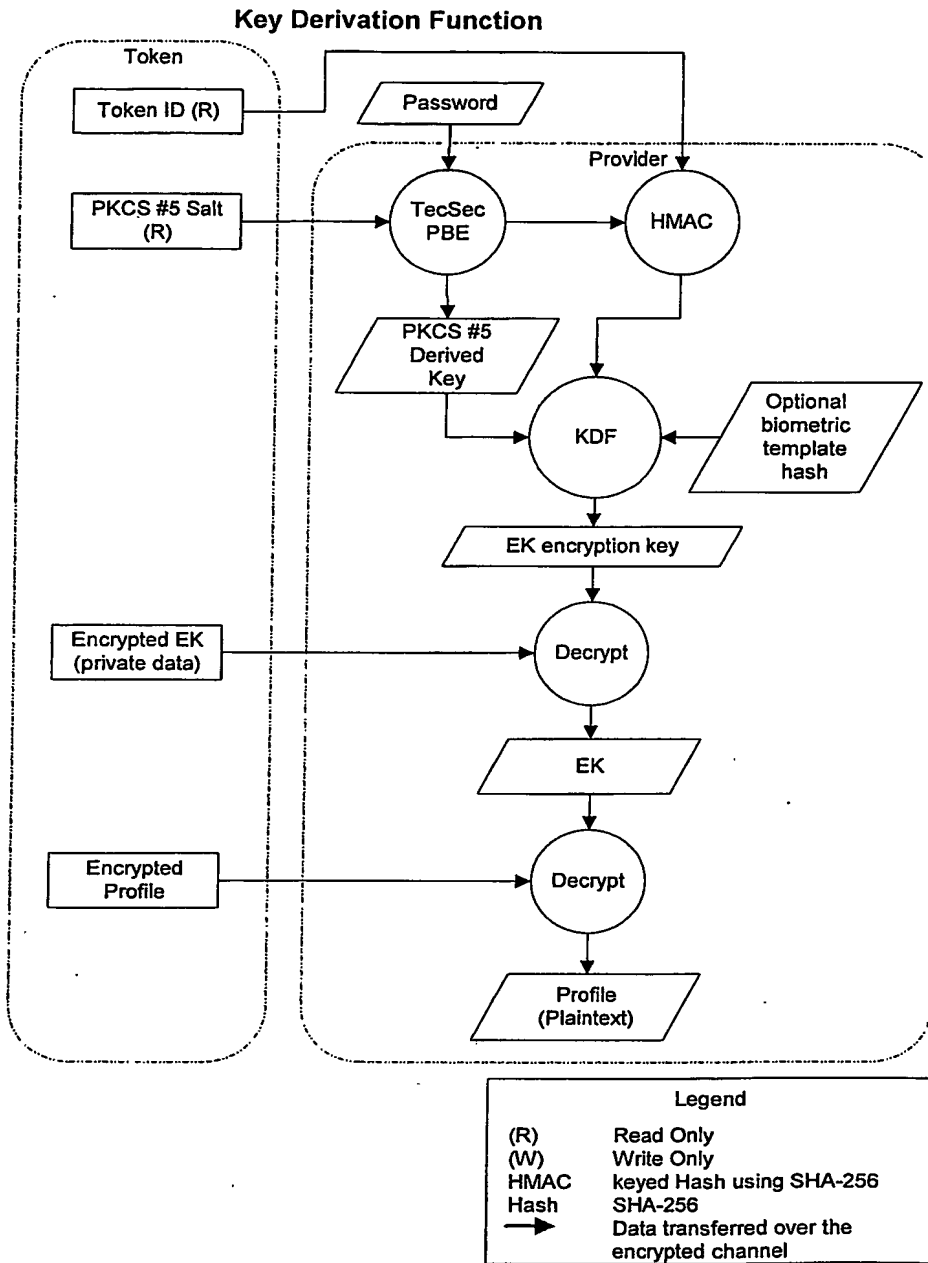 Key Derivation Function
Token
Token ID (R)
Password
Provider
PKCS #5 Salt
(R)
TecSec
PBE
HMAC
PKCS #5
Derived
Key
KDF
Optional
biometric
template
hash
EK encryption key
Encrypted EK
(private data)
Decrypt
EK
Encrypted
Profile
Decrypt
Profile
(Plaintext)
Legend
(R) Read Only
(W) Write Only
HMAC keyed Hash using SHA-256
Hash SHA-256
Data transferred over the
encrypted channel